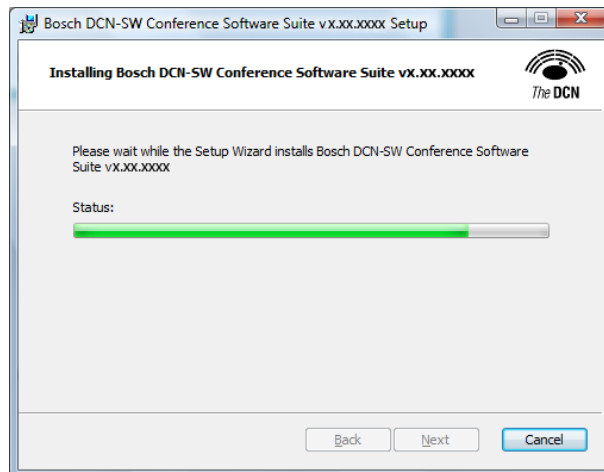 Bosch DCN-SW Conference Software Suite vx.xx.xxxx Setup
Installing Bosch DCN-SW Conference Software Suite vx.xx.xxxx
The DCN
Please wait while the Setup Wizard installs Bosch DCN-SW Conference Software
Suite vx.xx.xxxx
Status:
Back Next Cancel